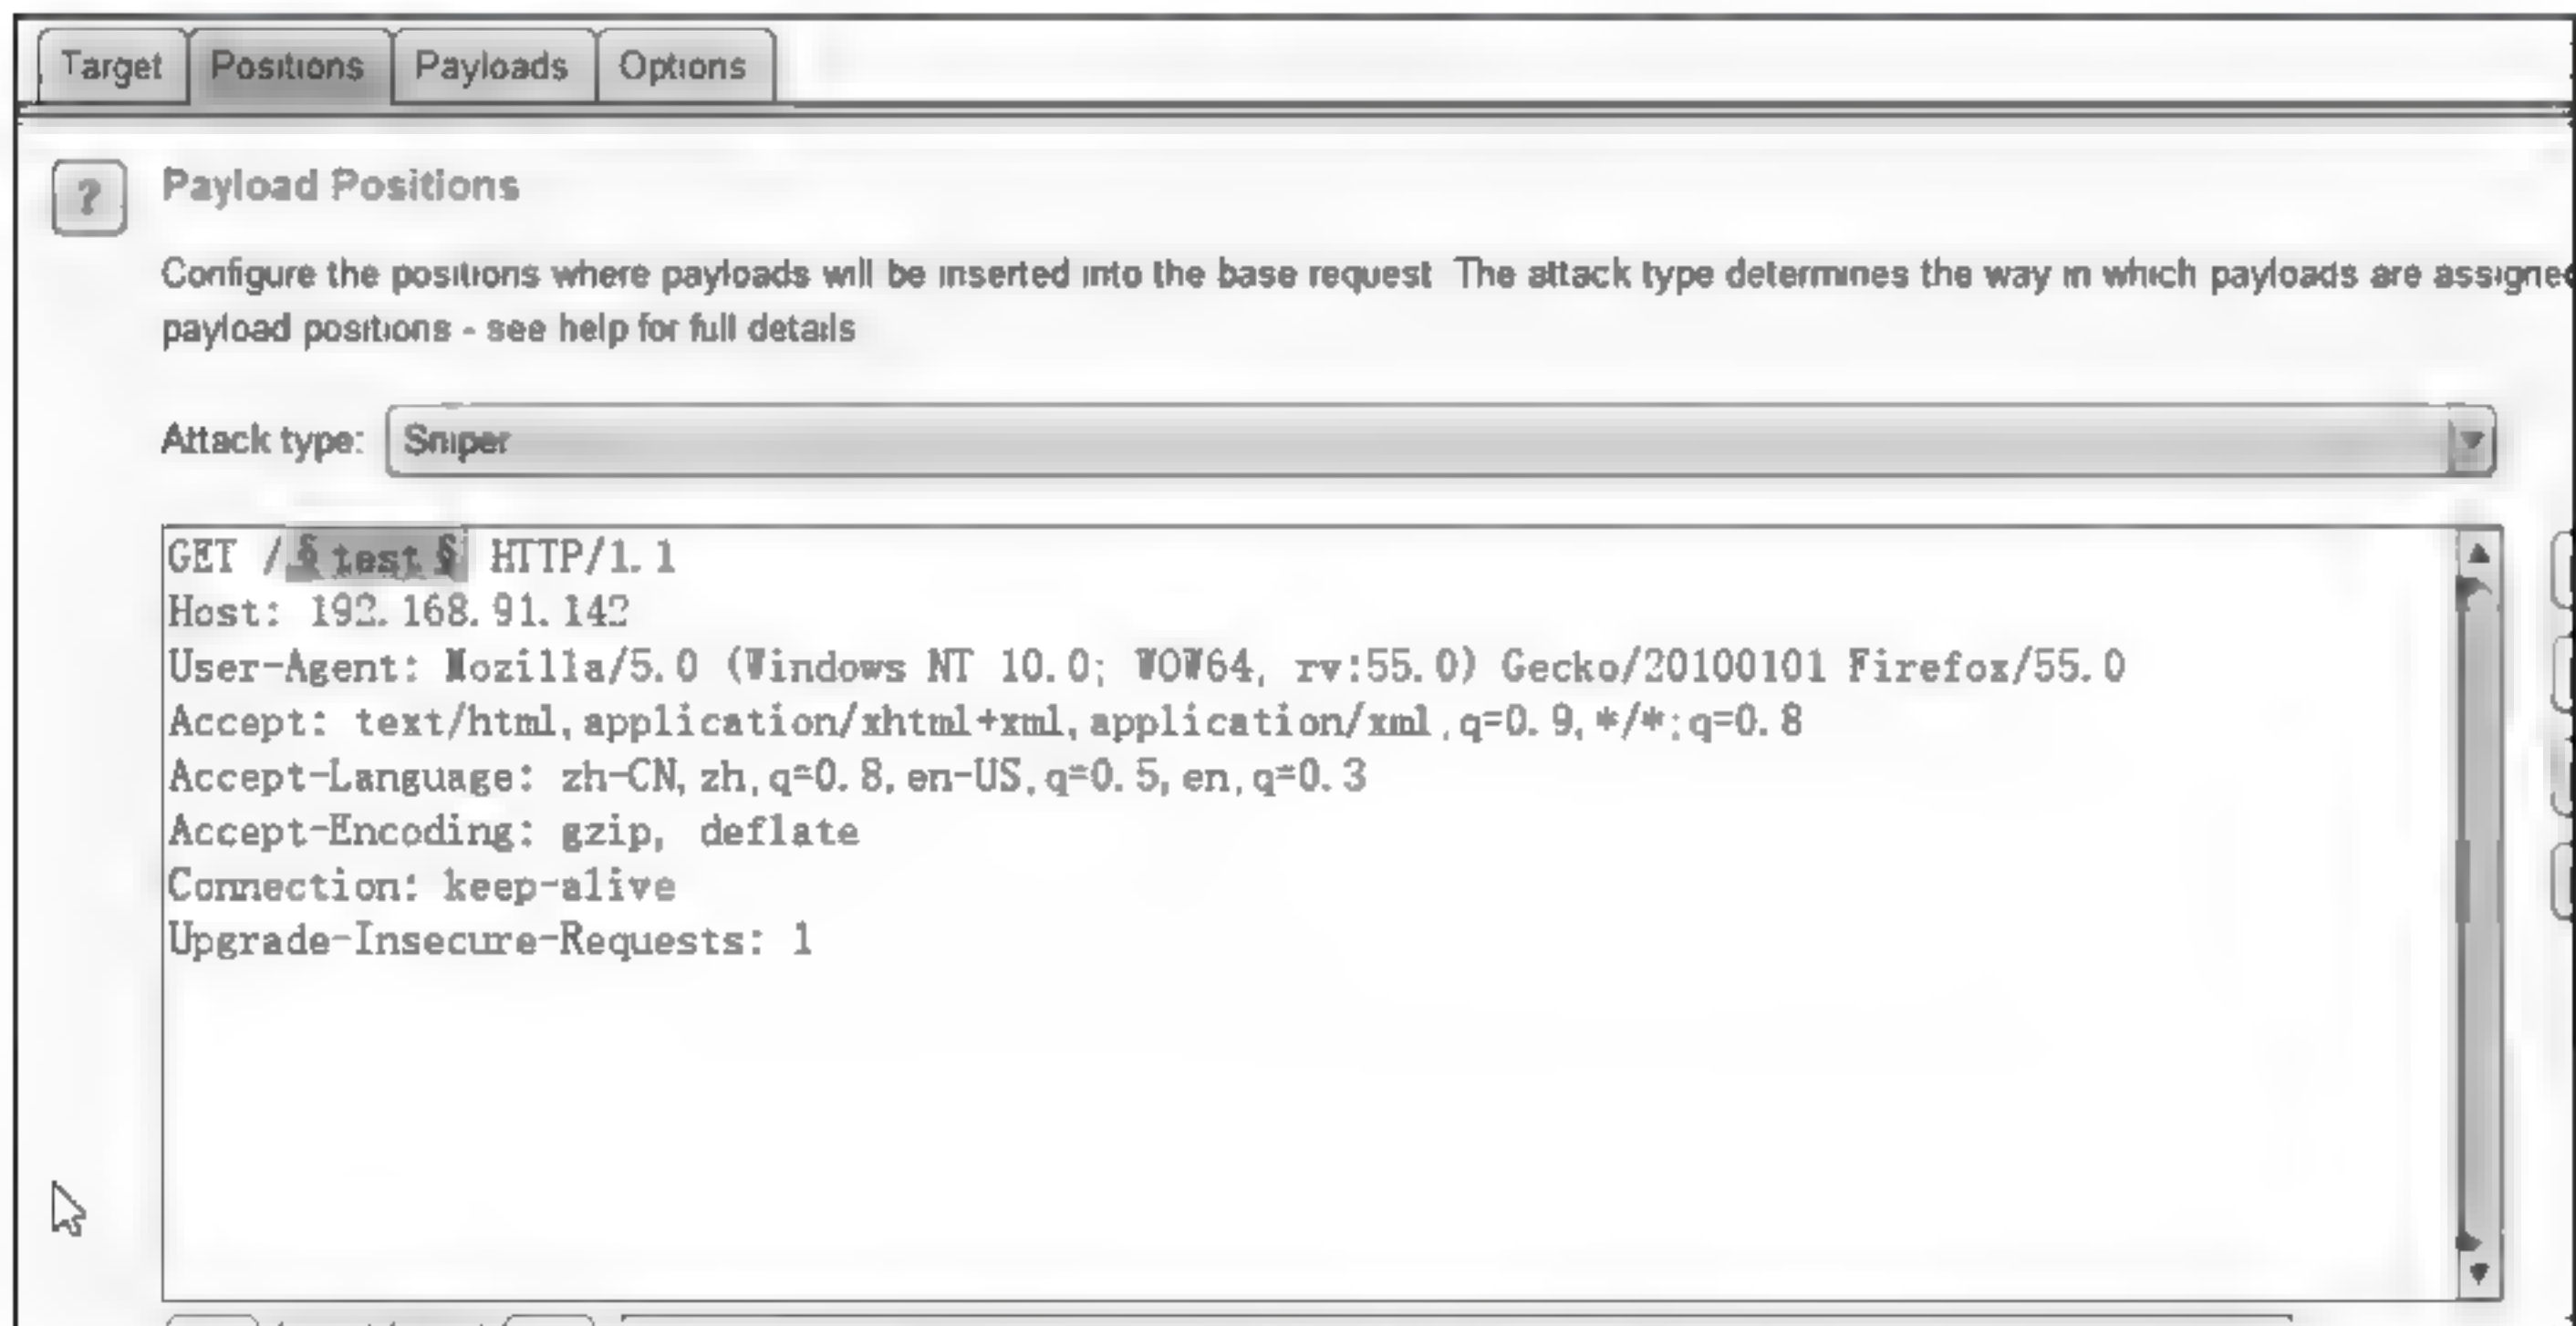 Target Positions Payloads Options
? Payload Positions
Configure the positions where payloads will be inserted into the base request The attack type determines the way in which payloads are assigned
payload positions - see help for full details
Attack type: Sniper
GET /§test§ HTTP/1.1
Host: 192.168.91.142
User-Agent: Mozilla/5.0 (Windows NT 10.0; WOW64, rv:55.0) Gecko/20100101 Firefox/55.0
Accept: text/html,application/xhtml+xml,application/xml,q=0.9,*/*;q=0.8
Accept-Language: zh-CN,zh,q=0.8,en-US,q=0.5,en,q=0.3
Accept-Encoding: gzip, deflate
Connection: keep-alive
Upgrade-Insecure-Requests: 1